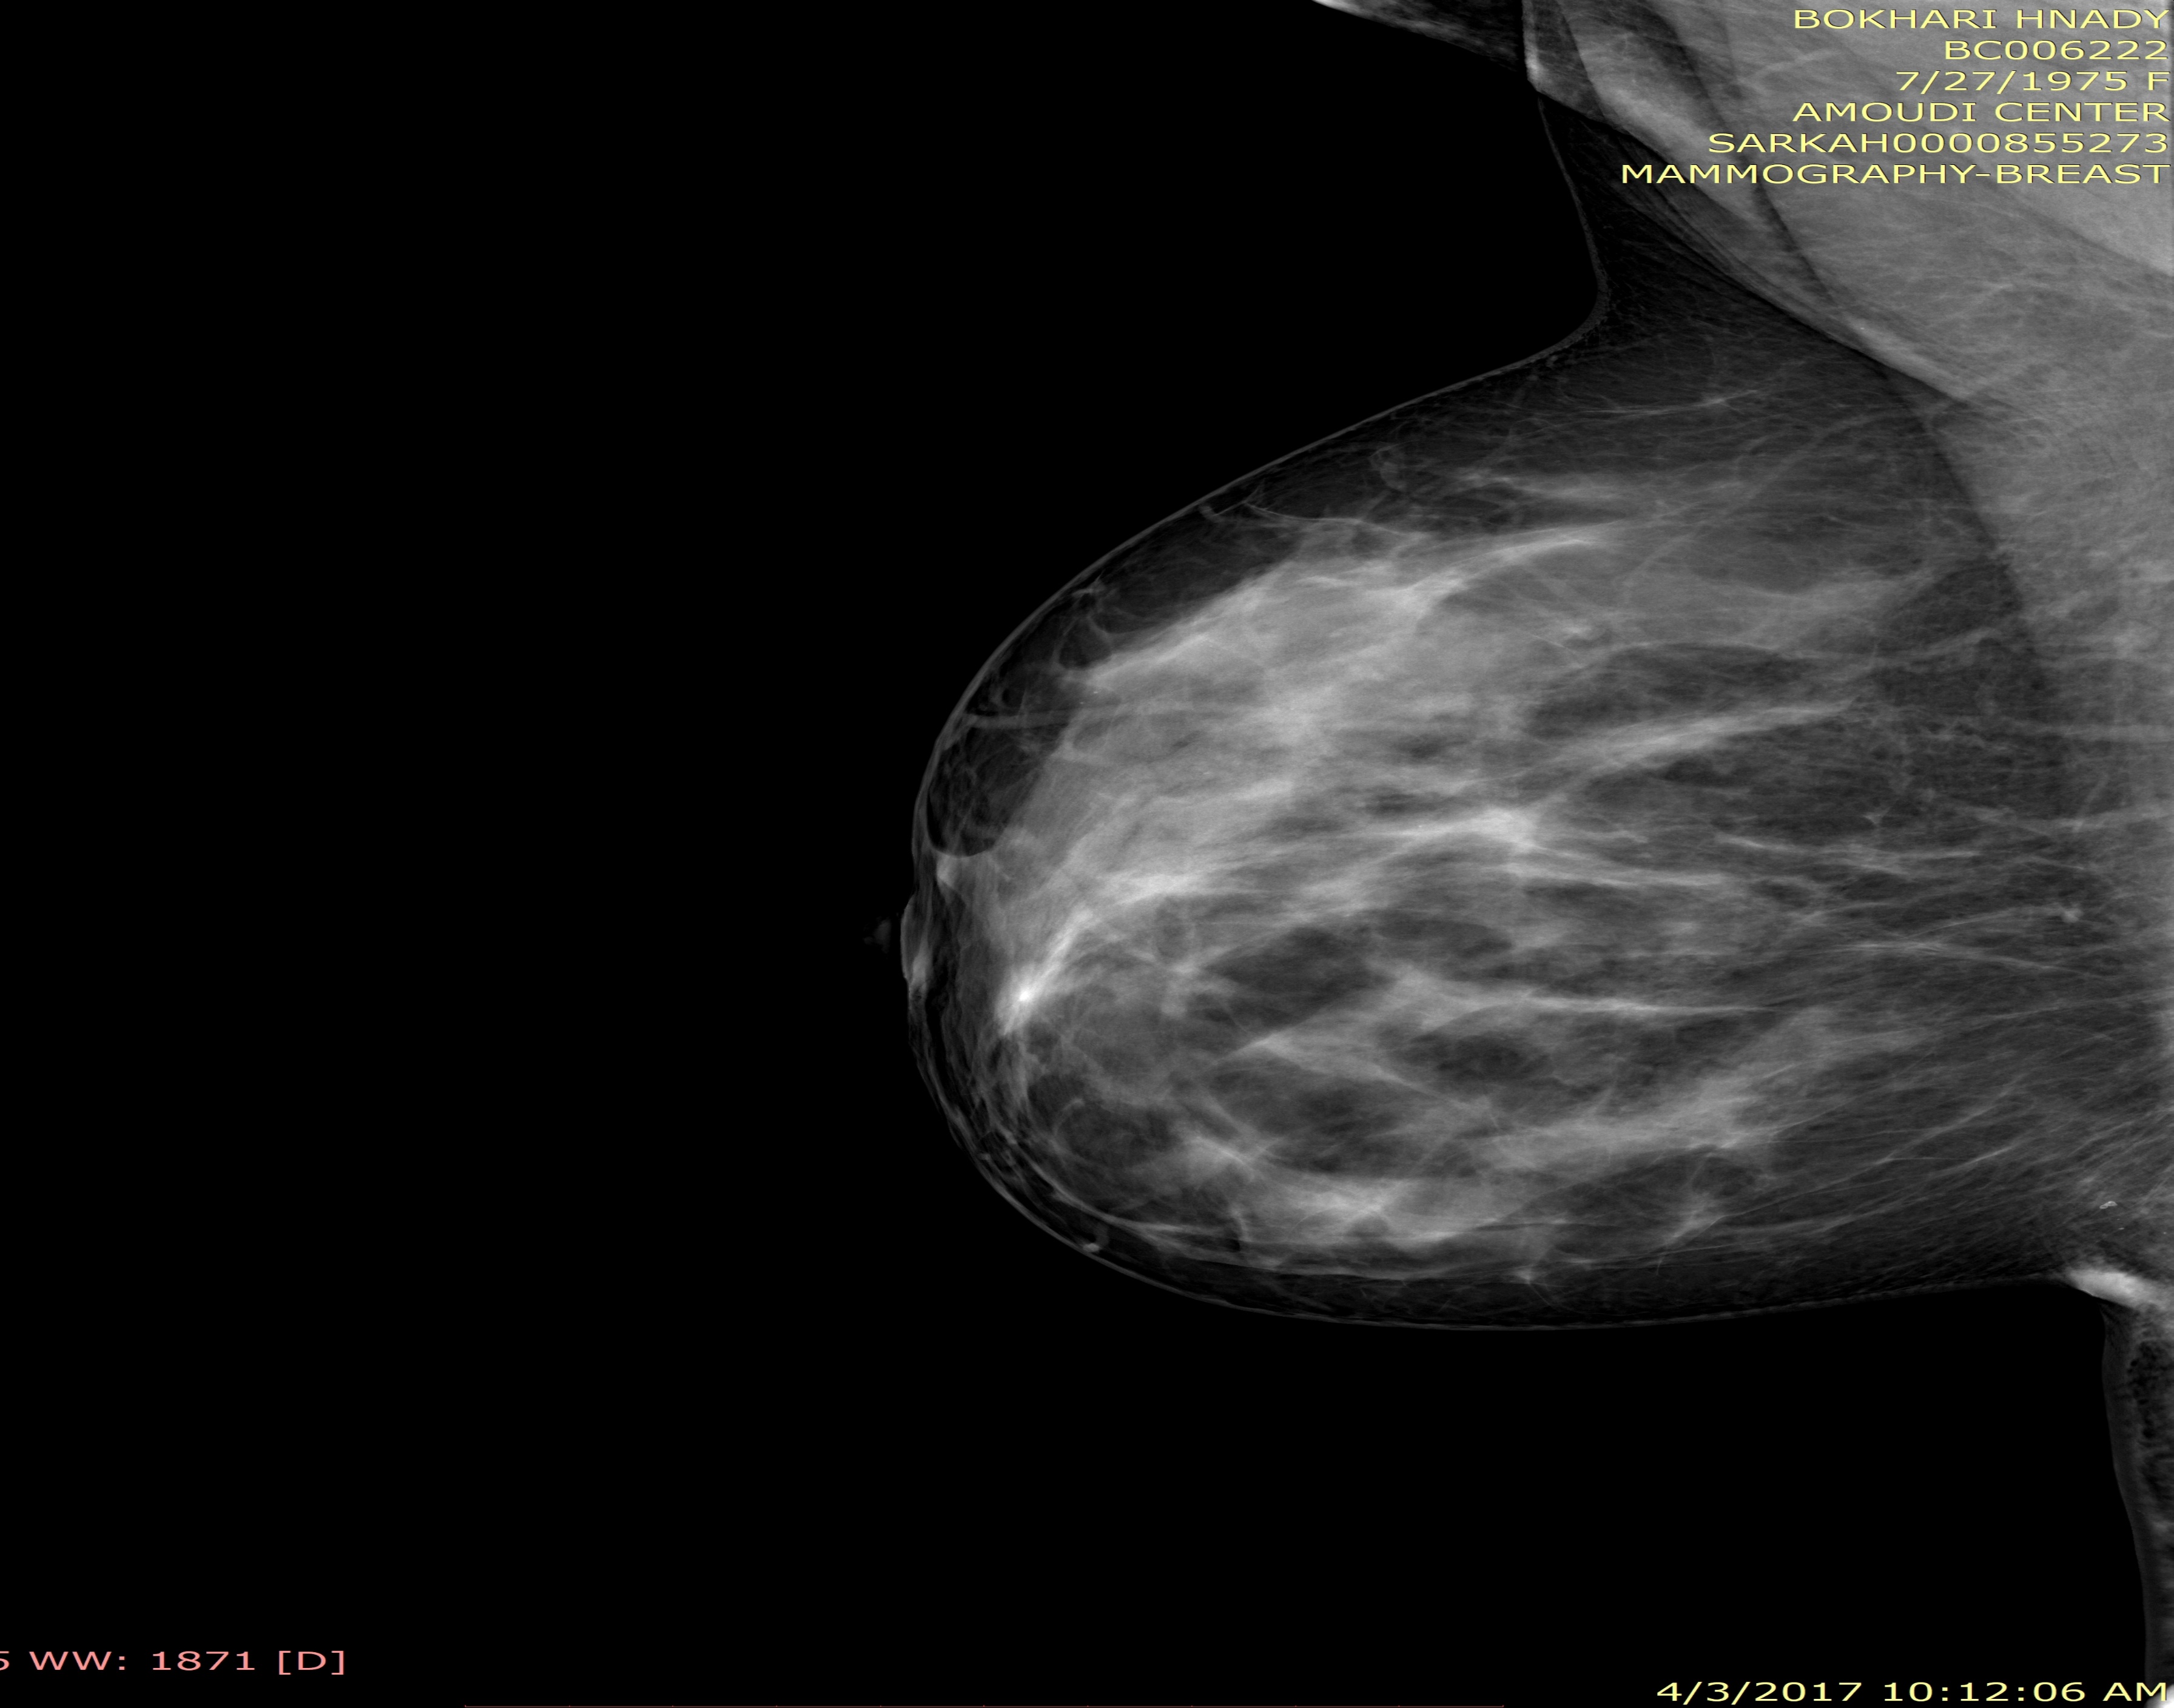 BOKHARI HNADY
BC006222
7/27/1975 F
AMOUDI CENTER
SARKAH0000855273
MAMMOGRAPHY-BREAST
WW: 1871 [D]
4/3/2017 10:12:06 AM